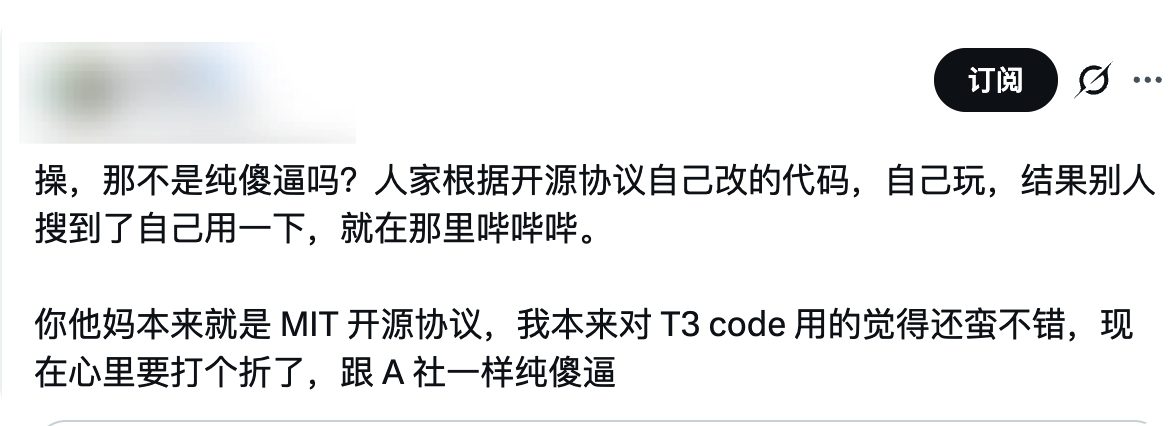 订阅
操，那不是纯傻逼吗？人家根据开源协议自己改的代码，自己玩，结果别人
搜到了自己用一下，就在那里哔哔哔。
你他妈本来就是 MIT 开源协议，我本来对 T3 code 用的觉得还蛮不错，现
在心里要打个折了，跟 A 社一样纯傻逼